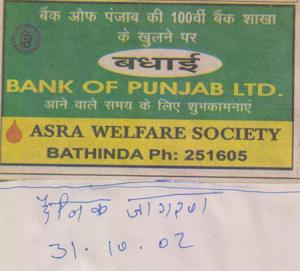 बैंक ऑफ पंजाब की 100वीं बैंक शाखा
के खुलने पर
बधाई
BANK OF PUNJAB LTD.
आने वाले समय के लिए शुभकामनाएं
ASRA WELFARE SOCIETY
BATHINDA Ph: 251605
दैनिक जागरण
31.10.02